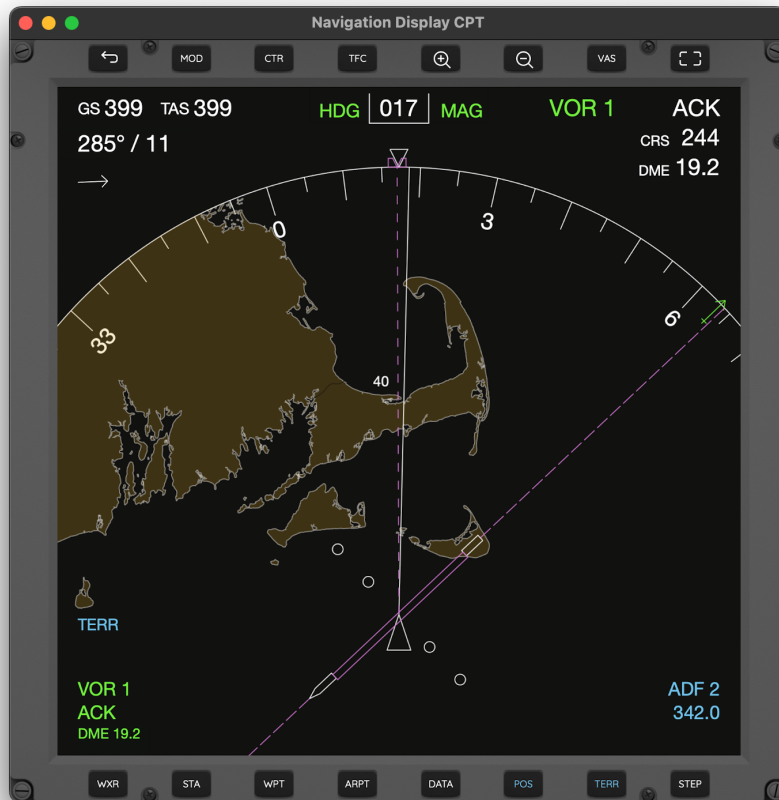 Navigation Display CPT
MOD CTR TFC VAS
GS 399 TAS 399 HDG 017 MAG VOR 1 ACK
285° / 11 CRS 244
DME 19.2
0
3
33
6
40
TERR
VOR 1 ADF 2
ACK 342.0
DME 19.2
WXR STA WPT ARPT DATA POS TERR STEP